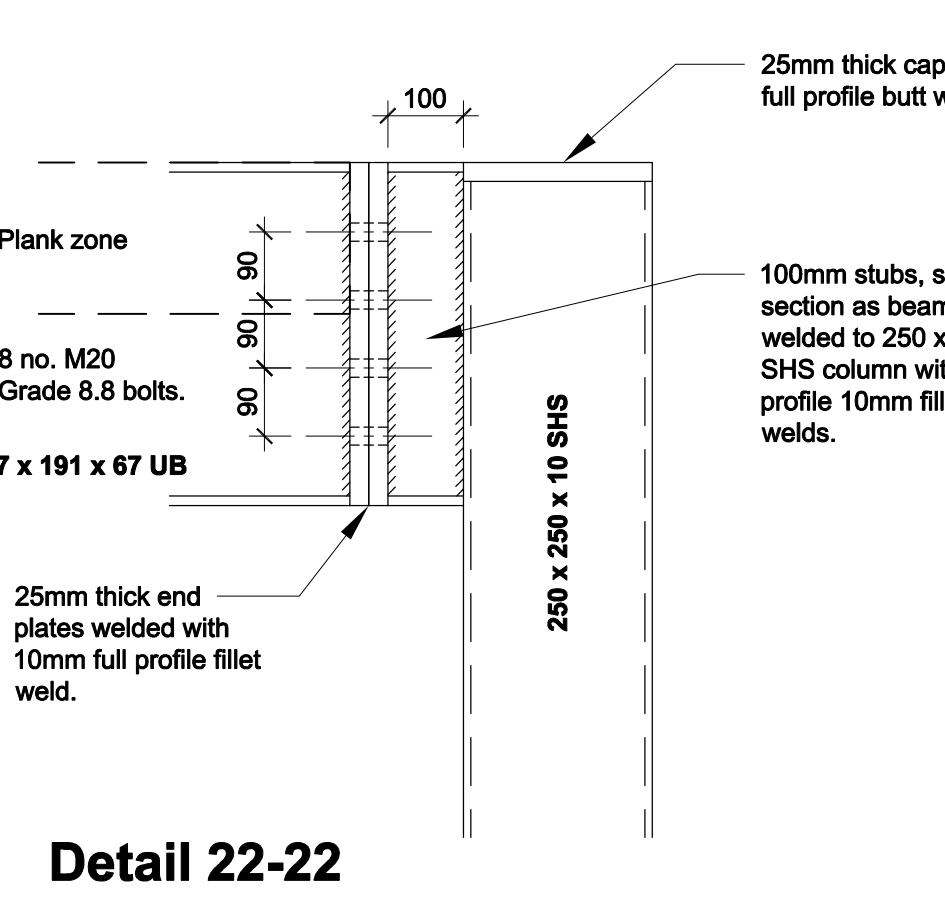 25mm thick cap
full profile butt w
100
Plank zone
90
90
90
8 no. M20
Grade 8.8 bolts.
7 x 191 x 67 UB
100mm stubs, s
section as beam
welded to 250 x
SHS column wit
profile 10mm fill
welds.
250 x 250 x 10 SHS
25mm thick end
plates welded with
10mm full profile fillet
weld.
Detail 22-22